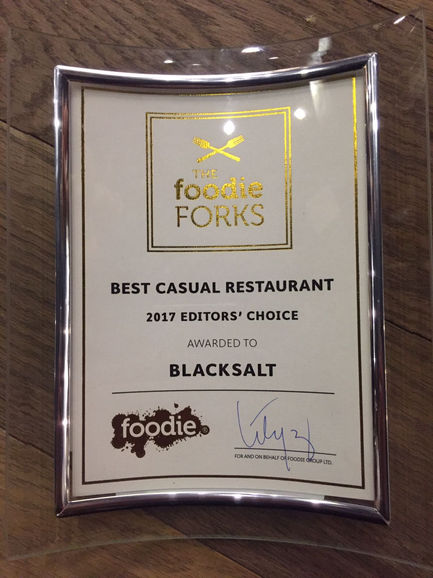 THE
foodie
FORKS
BEST CASUAL RESTAURANT
2017 EDITORS' CHOICE
AWARDED TO
BLACKSALT
foodie®
FOR AND ON BEHALF OF FOODIE GROUP LTD.